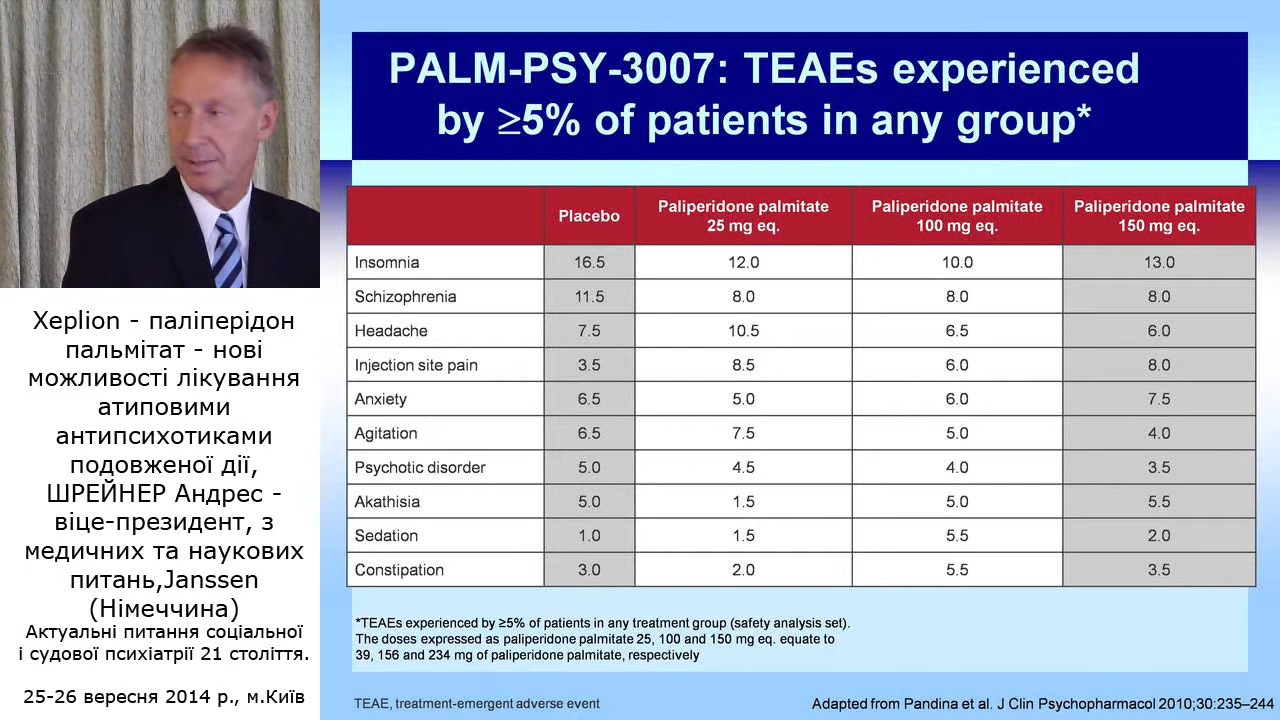 PALM-PSY-3007: TEAEs experienced
by ≥5% of patients in any group*
Placebo
Paliperidone palmitate
25 mg eq.
Paliperidone palmitate
100 mg eq.
Paliperidone palmitate
150 mg eq.
Insomnia 16.5 12.0 10.0 13.0
Schizophrenia 11.5 8.0 8.0 8.0
Headache 7.5 10.5 6.5 6.0
Injection site pain 3.5 8.5 6.0 8.0
Anxiety 6.5 5.0 6.0 7.5
Agitation 6.5 7.5 5.0 4.0
Psychotic disorder 5.0 4.5 4.0 3.5
Akathisia 5.0 1.5 5.0 5.5
Sedation 1.0 1.5 5.5 2.0
Constipation 3.0 2.0 5.5 3.5
*TEAEs experienced by ≥5% of patients in any treatment group (safety analysis set).
The doses expressed as paliperidone palmitate 25, 100 and 150 mg eq. equate to
39, 156 and 234 mg of paliperidone palmitate, respectively
TEAE, treatment-emergent adverse event
Adapted from Pandina et al. J Clin Psychopharmacol 2010;30:235–244
Xeplion - паліперідон
пальмітат - нові
можливості лікування
атиповими
антипсихотиками
подовженої дії,
ШРЕЙНЕР Андрес -
віце-президент, з
медичних та наукових
питань,Janssen
(Німеччина)
Актуальні питання соціальної
і судової психіатрії 21 століття.
25-26 вересня 2014 р., м.Київ